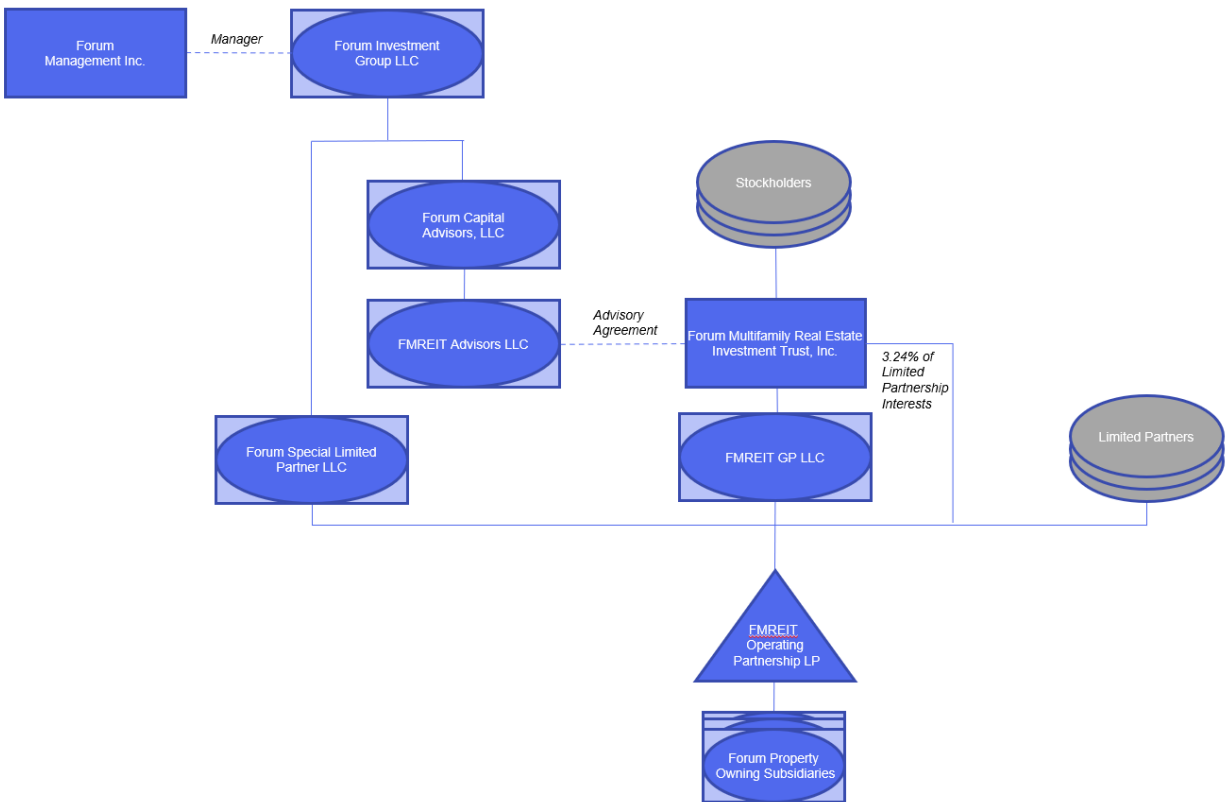 Forum
Management Inc.
Manager
Forum Investment
Group LLC
Forum Capital
Advisors, LLC
Stockholders
FMREIT Advisors LLC
Advisory
Agreement
Forum Multifamily Real Estate
Investment Trust, Inc.
3.24% of
Limited
Partnership
Interests
Forum Special Limited
Partner LLC
FMREIT GP LLC
Limited Partners
FMREIT
Operating
Partnership LP
Forum Property
Owning Subsidiaries